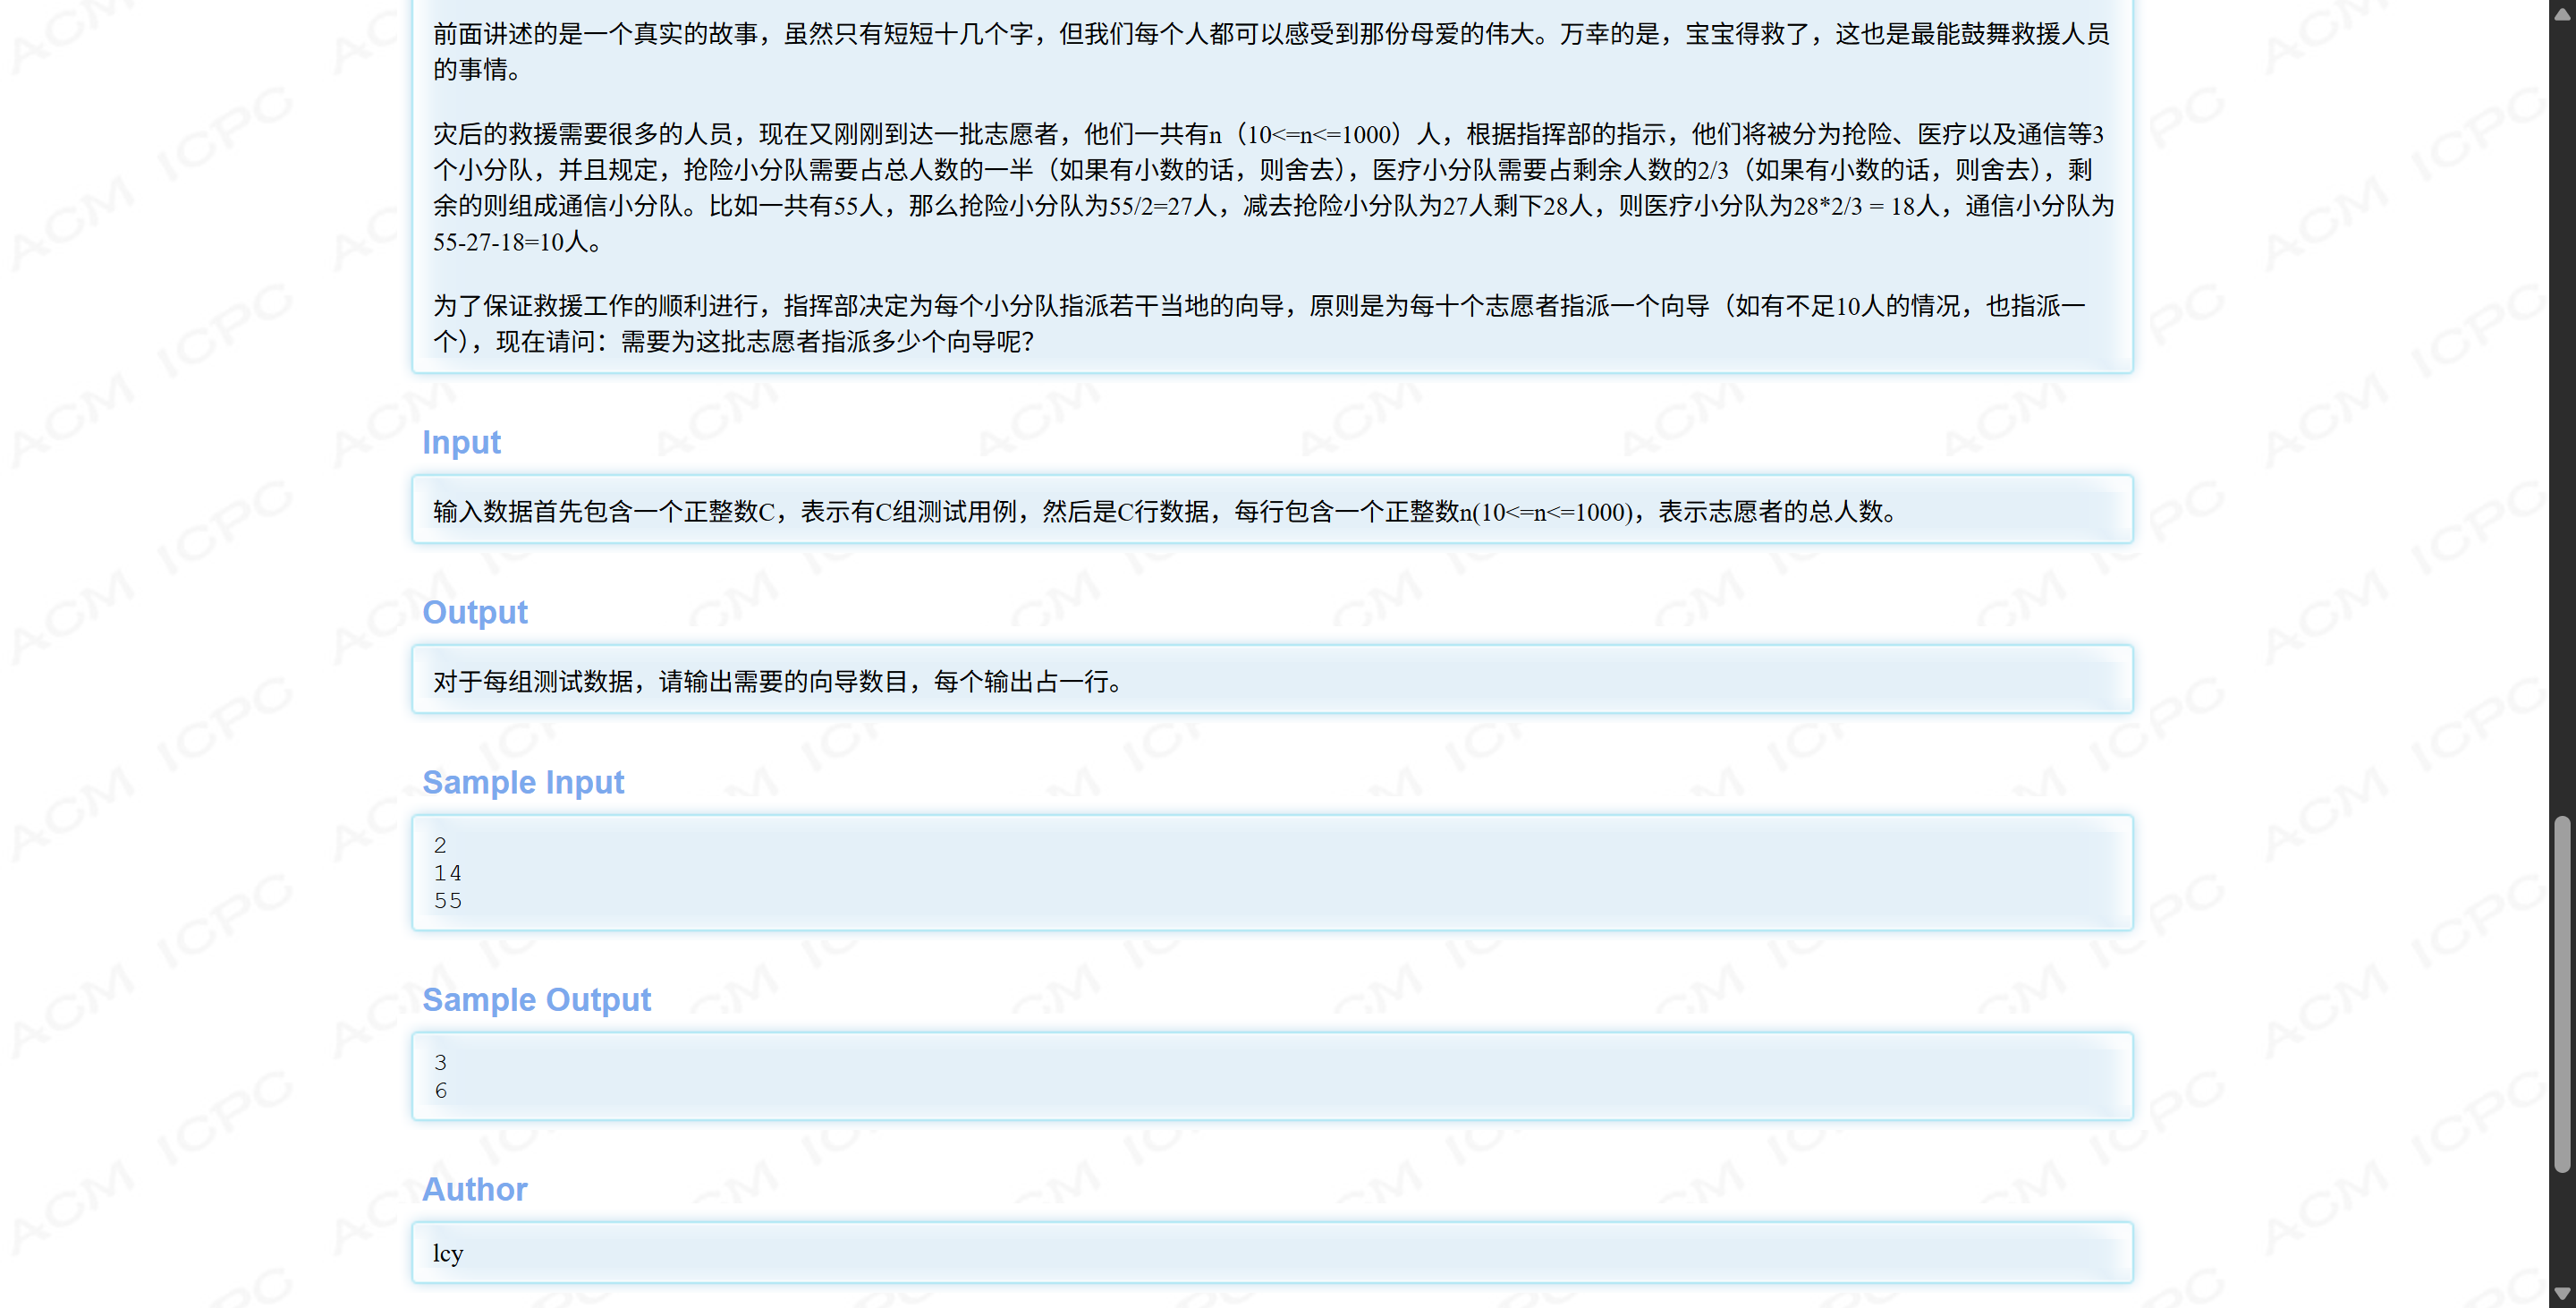 前面讲述的是一个真实的故事，虽然只有短短十几个字，但我们每个人都可以感受到那份母爱的伟大。万幸的是，宝宝得救了，这也是最能鼓舞救援人员
的事情。
灾后的救援需要很多的人员，现在又刚刚到达一批志愿者，他们一共有n（10<=n<=1000）人，根据指挥部的指示，他们将被分为抢险、医疗以及通信等3
个小分队，并且规定，抢险小分队需要占总人数的一半（如果有小数的话，则舍去），医疗小分队需要占剩余人数的2/3（如果有小数的话，则舍去），剩
余的则组成通信小分队。比如一共有55人，那么抢险小分队为55/2=27人，减去抢险小分队为27人剩下28人，则医疗小分队为28*2/3 = 18人，通信小分队为
55-27-18=10人。
为了保证救援工作的顺利进行，指挥部决定为每个小分队指派若干当地的向导，原则是为每十个志愿者指派一个向导（如有不足10人的情况，也指派一
个），现在请问：需要为这批志愿者指派多少个向导呢？
Input
输入数据首先包含一个正整数C，表示有C组测试用例，然后是C行数据，每行包含一个正整数n(10<=n<=1000)，表示志愿者的总人数。
Output
对于每组测试数据，请输出需要的向导数目，每个输出占一行。
Sample Input
2
14
55
Sample Output
3
6
Author
lcy